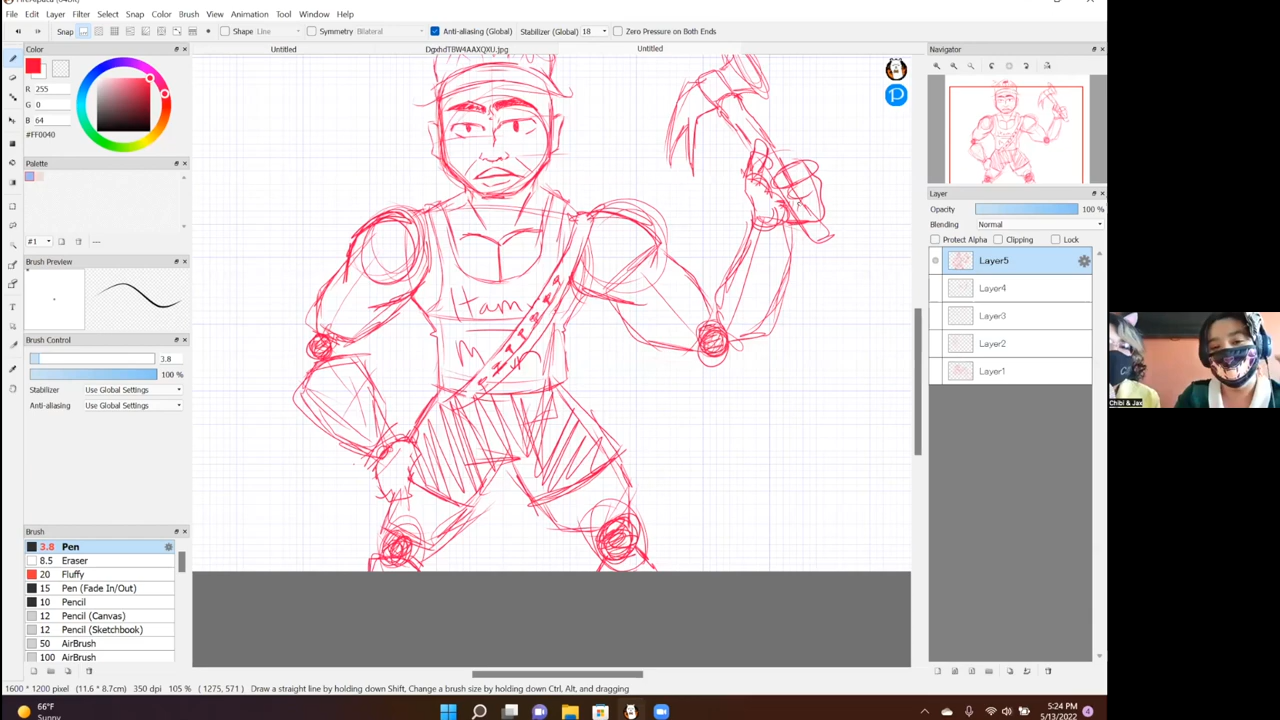 File Edit Layer Filter Select Snap Color Brush View Animation Tool Window Help
Snap Shape Line Symmetry Bilateral Anti-aliasing (Global) Stabilizer (Global) 18 Zero Pressure on Both Ends
Color
Untitled DgxhdTBW4AAXQXU.jpg Untitled
Navigator
R 255
G 0
B 64
#FF0040
Palette
#1 ---
Layer
Opacity 100 %
Blending Normal
Protect Alpha Clipping Lock
Layer5
Layer4
Layer3
Layer2
Layer1
Brush Preview
Brush Control
3.8
100 %
Stabilizer Use Global Settings
Anti-aliasing Use Global Settings
Brush
3.8 Pen
8.5 Eraser
20 Fluffy
15 Pen (Fade In/Out)
10 Pencil
12 Pencil (Canvas)
12 Pencil (Sketchbook)
50 AirBrush
100 AirBrush
Chibi & Jax
1600 * 1200 pixel (11.6 * 8.7cm) 350 dpi 105 % ( 1275, 571 ) Draw a straight line by holding down Shift, Change a brush size by holding down Ctrl, Alt, and dragging
66°F
Sunny
5:24 PM
5/13/2022
4